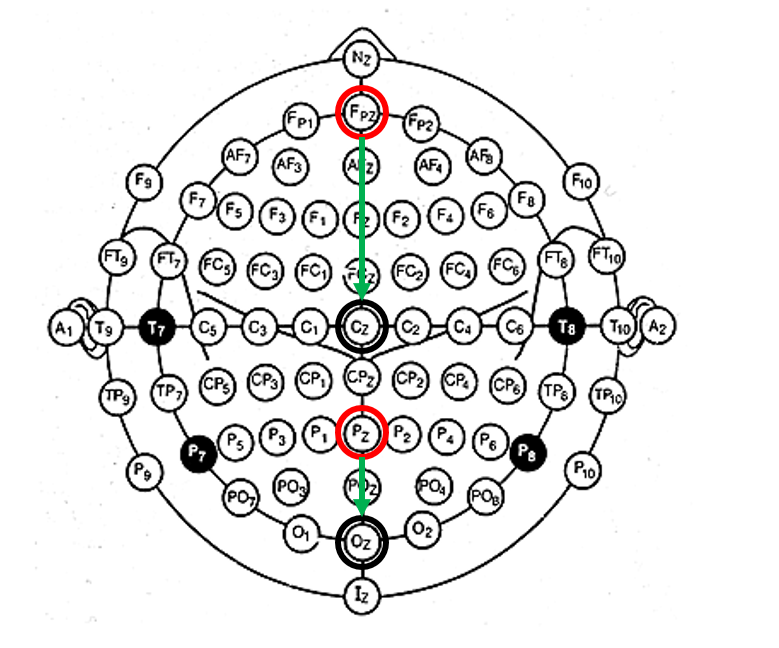 Nz
Fp1 Fpz Fp2
AF7 AF3 AFz AF4 AF8
F9 F7 F5 F3 F1 Fz F2 F4 F6 F8 F10
FT9 FT7 FC5 FC3 FC1 FCz FC2 FC4 FC6 FT8 FT10
A1 T9 T7 C5 C3 C1 Cz C2 C4 C6 T8 T10 A2
TP9 TP7 CP5 CP3 CP1 CPz CP2 CP4 CP6 TP8 TP10
P9 P7 P5 P3 P1 Pz P2 P4 P6 P8 P10
PO7 PO3 POz PO4 PO8
O1 Oz O2
Iz